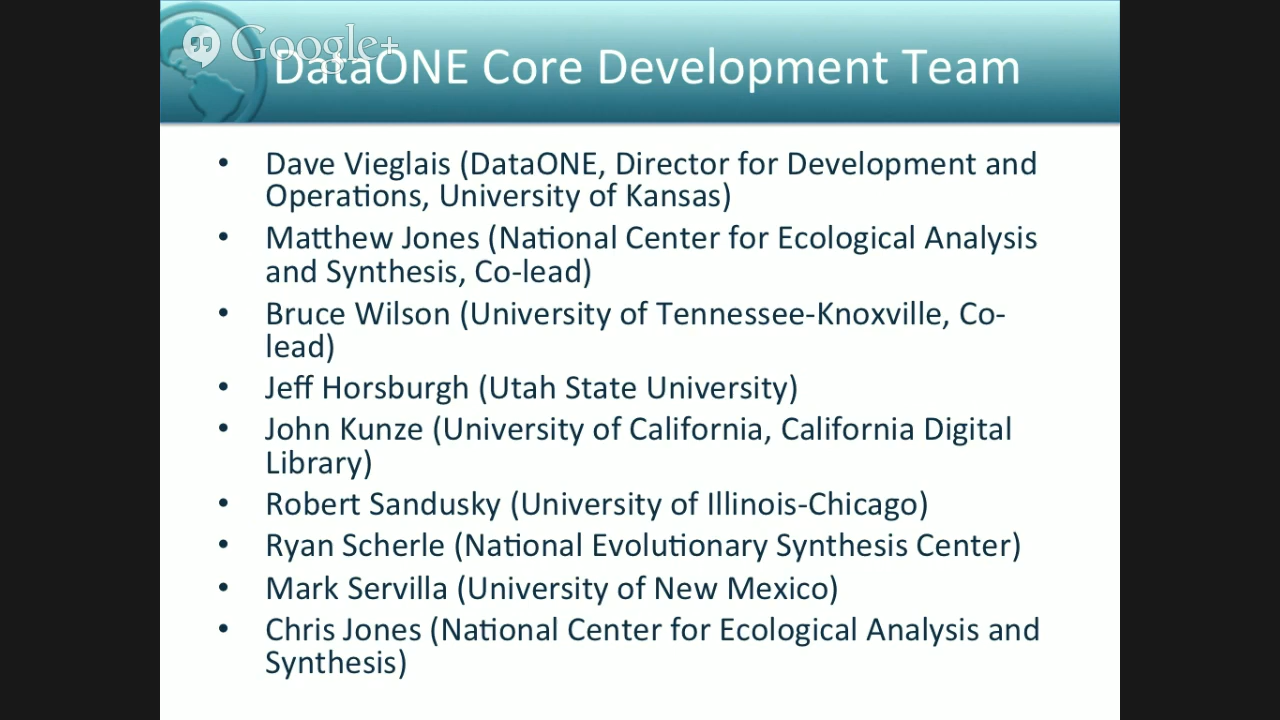 Google+
DataONE Core Development Team
• Dave Vieglais (DataONE, Director for Development and
Operations, University of Kansas)
• Matthew Jones (National Center for Ecological Analysis
and Synthesis, Co-lead)
• Bruce Wilson (University of Tennessee-Knoxville, Co-
lead)
• Jeff Horsburgh (Utah State University)
• John Kunze (University of California, California Digital
Library)
• Robert Sandusky (University of Illinois-Chicago)
• Ryan Scherle (National Evolutionary Synthesis Center)
• Mark Servilla (University of New Mexico)
• Chris Jones (National Center for Ecological Analysis and
Synthesis)